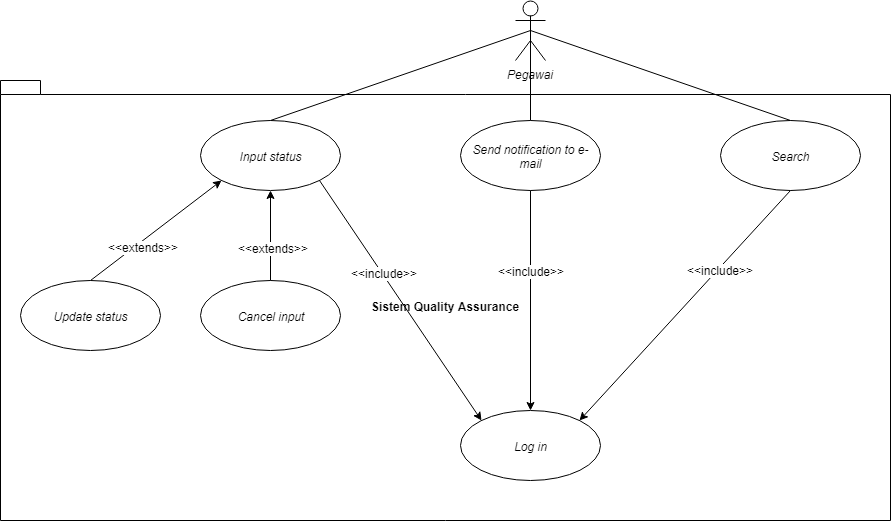 Pegawai
Input status
Send notification to e-
mail
Search
<<extends>>
<<extends>>
<<include>>
<<include>>
<<include>>
Sistem Quality Assurance
Update status
Cancel input
Log in